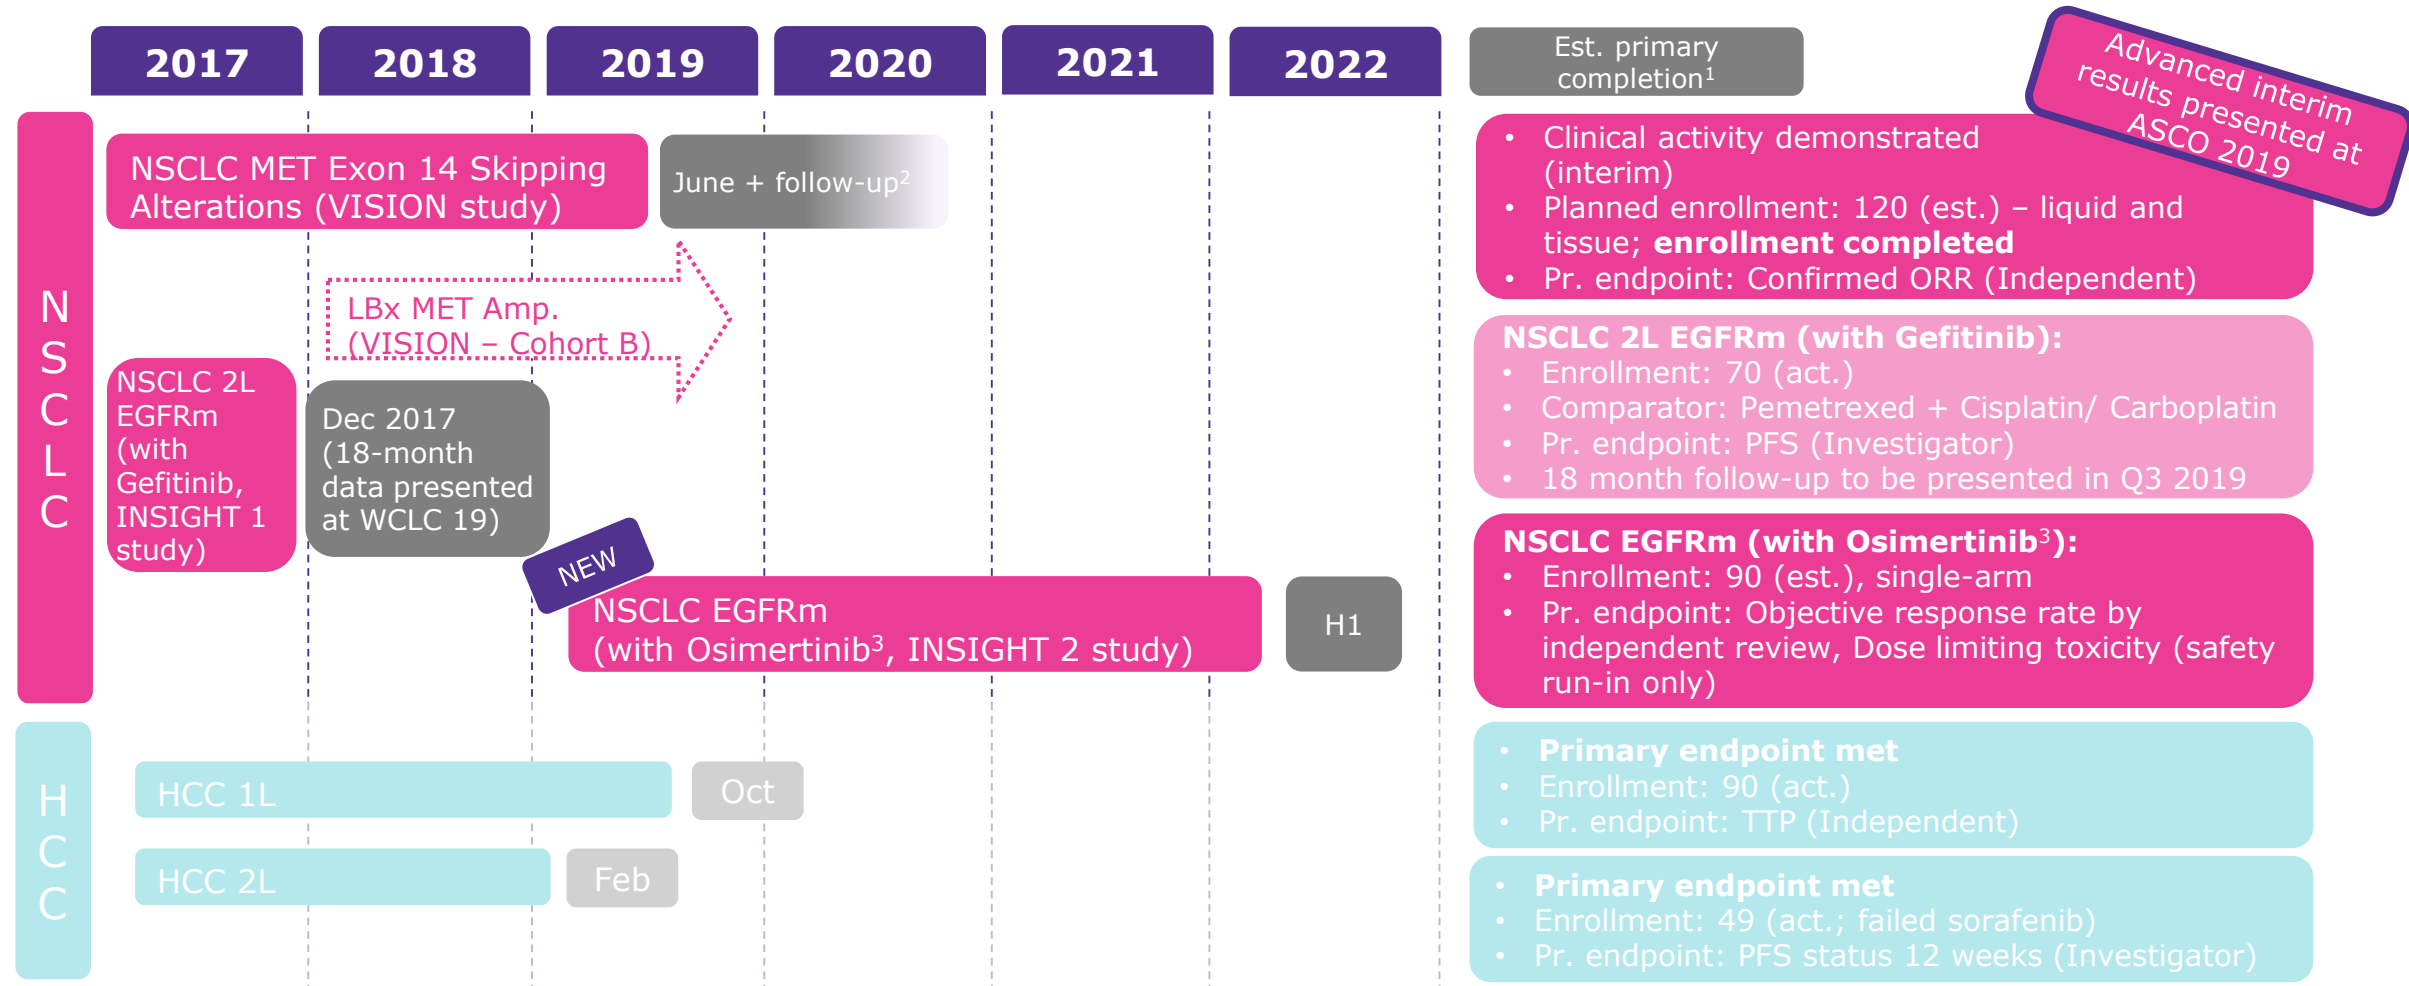 2017
2018
2019
2020
2021
2022
Est. primary
completion¹
Advanced interim
results presented at
ASCO 2019
NSCLC
NSCLC MET Exon 14 Skipping
Alterations (VISION study)
June + follow-up²
• Clinical activity demonstrated
(interim)
• Planned enrollment: 120 (est.) – liquid and
tissue; enrollment completed
• Pr. endpoint: Confirmed ORR (Independent)
LBx MET Amp.
(VISION – Cohort B)
NSCLC 2L
EGFRm
(with
Gefitinib,
INSIGHT 1
study)
Dec 2017
(18-month
data presented
at WCLC 19)
NSCLC 2L EGFRm (with Gefitinib):
• Enrollment: 70 (act.)
• Comparator: Pemetrexed + Cisplatin/ Carboplatin
• Pr. endpoint: PFS (Investigator)
• 18 month follow-up to be presented in Q3 2019
NEW
NSCLC EGFRm
(with Osimertinib³, INSIGHT 2 study)
H1
NSCLC EGFRm (with Osimertinib³):
• Enrollment: 90 (est.), single-arm
• Pr. endpoint: Objective response rate by
independent review, Dose limiting toxicity (safety
run-in only)
HCC
HCC 1L
Oct
• Primary endpoint met
• Enrollment: 90 (act.)
• Pr. endpoint: TTP (Independent)
HCC 2L
Feb
• Primary endpoint met
• Enrollment: 49 (act.; failed sorafenib)
• Pr. endpoint: PFS status 12 weeks (Investigator)